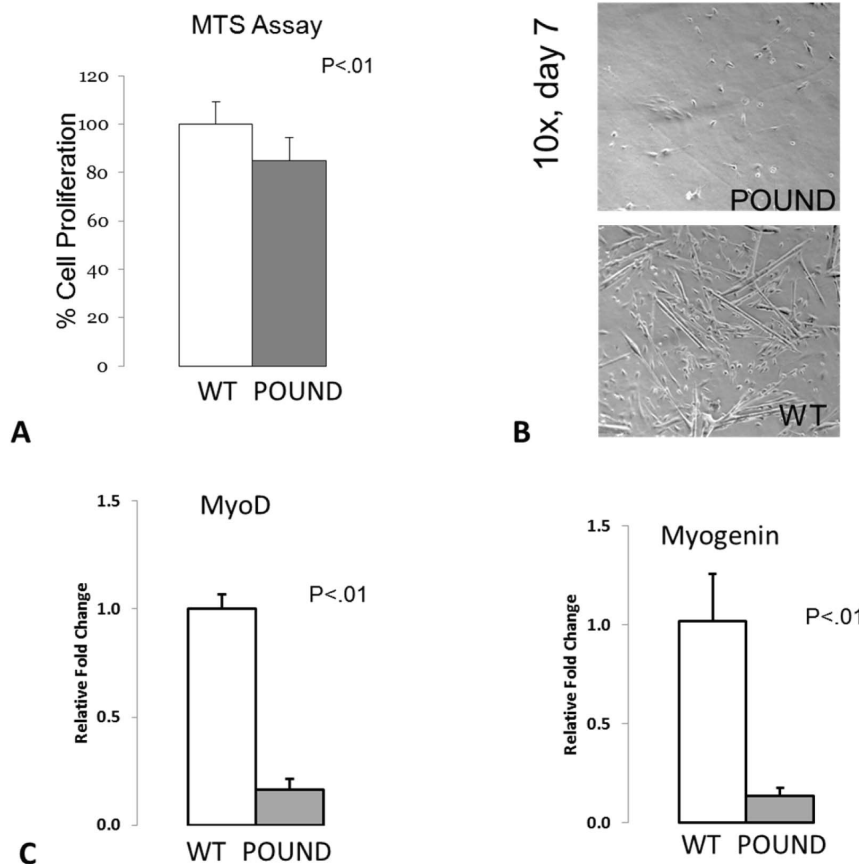 MTS Assay
P<.01
% Cell Proliferation
120
100
80
60
40
20
0
WT POUND
A
10x, day 7
POUND
WT
B
MyoD
P<.01
Relative Fold Change
1.5
1.0
0.5
0.0
WT POUND
C
Myogenin
P<.01
Relative Fold Change
1.5
1.0
0.5
0.0
WT POUND